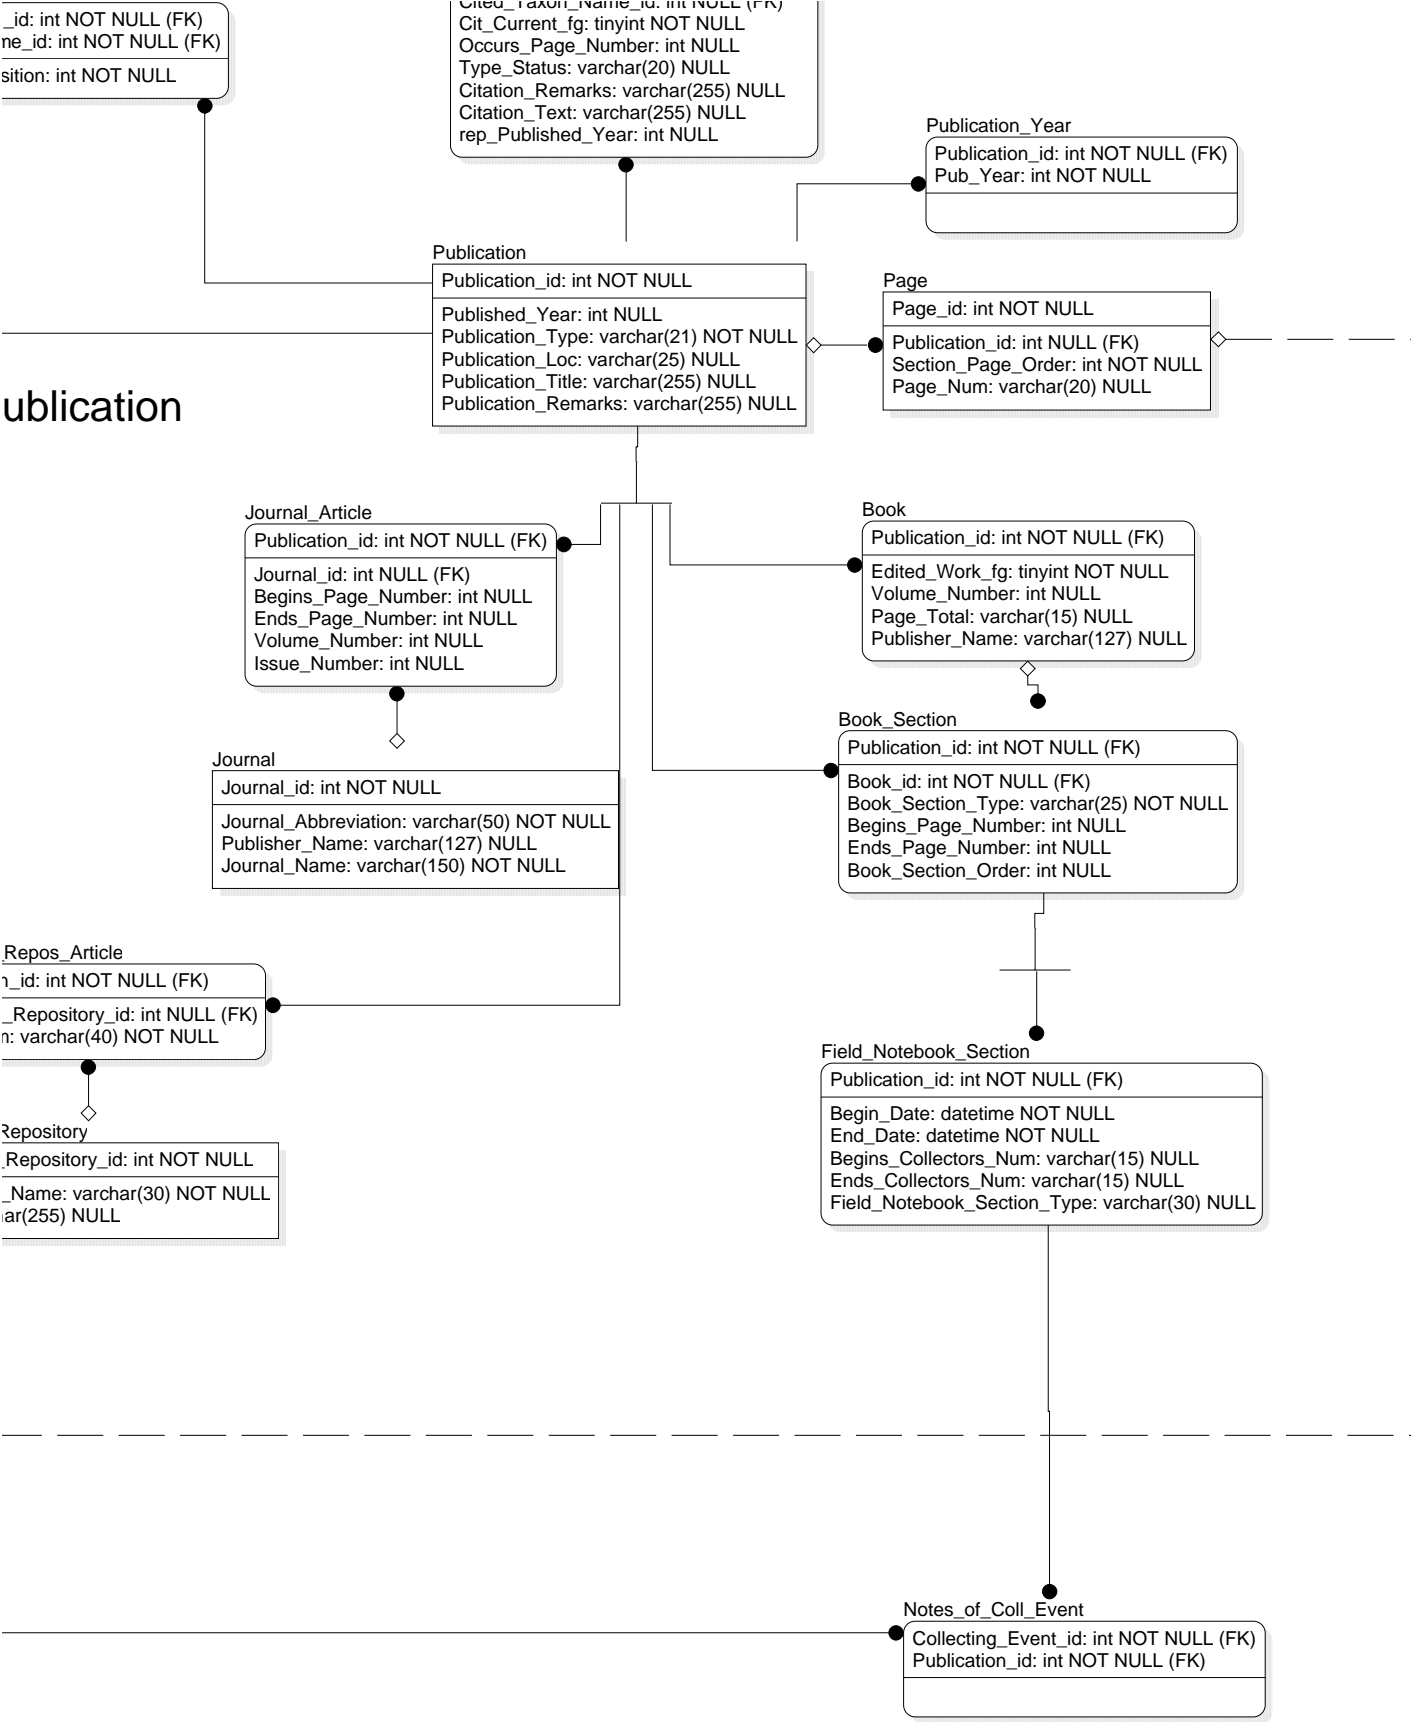 _id: int NOT NULL (FK)
me_id: int NOT NULL (FK)
sition: int NOT NULL
Cited_Taxon_Name_id: int NULL (FK)
Cit_Current_fg: tinyint NOT NULL
Occurs_Page_Number: int NULL
Type_Status: varchar(20) NULL
Citation_Remarks: varchar(255) NULL
Citation_Text: varchar(255) NULL
rep_Published_Year: int NULL
Publication_Year
Publication_id: int NOT NULL (FK)
Pub_Year: int NOT NULL
Publication
Publication_id: int NOT NULL
Published_Year: int NULL
Publication_Type: varchar(21) NOT NULL
Publication_Loc: varchar(25) NULL
Publication_Title: varchar(255) NULL
Publication_Remarks: varchar(255) NULL
Page
Page_id: int NOT NULL
Publication_id: int NULL (FK)
Section_Page_Order: int NOT NULL
Page_Num: varchar(20) NULL
ublication
Journal_Article
Publication_id: int NOT NULL (FK)
Journal_id: int NULL (FK)
Begins_Page_Number: int NULL
Ends_Page_Number: int NULL
Volume_Number: int NULL
Issue_Number: int NULL
Book
Publication_id: int NOT NULL (FK)
Edited_Work_fg: tinyint NOT NULL
Volume_Number: int NULL
Page_Total: varchar(15) NULL
Publisher_Name: varchar(127) NULL
Journal
Journal_id: int NOT NULL
Journal_Abbreviation: varchar(50) NOT NULL
Publisher_Name: varchar(127) NULL
Journal_Name: varchar(150) NOT NULL
Book_Section
Publication_id: int NOT NULL (FK)
Book_id: int NOT NULL (FK)
Book_Section_Type: varchar(25) NOT NULL
Begins_Page_Number: int NULL
Ends_Page_Number: int NULL
Book_Section_Order: int NULL
_Repos_Article
n_id: int NOT NULL (FK)
_Repository_id: int NULL (FK)
m: varchar(40) NOT NULL
Repository
_Repository_id: int NOT NULL
_Name: varchar(30) NOT NULL
ar(255) NULL
Field_Notebook_Section
Publication_id: int NOT NULL (FK)
Begin_Date: datetime NOT NULL
End_Date: datetime NOT NULL
Begins_Collectors_Num: varchar(15) NULL
Ends_Collectors_Num: varchar(15) NULL
Field_Notebook_Section_Type: varchar(30) NULL
Notes_of_Coll_Event
Collecting_Event_id: int NOT NULL (FK)
Publication_id: int NOT NULL (FK)